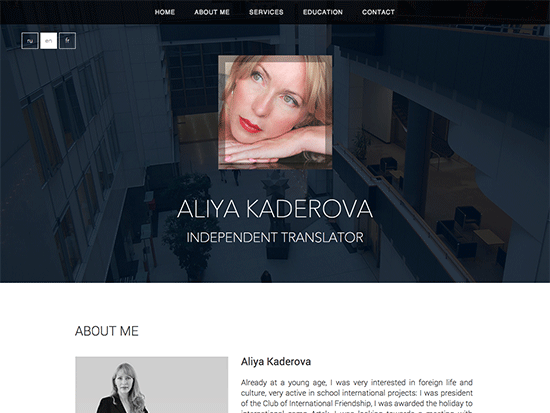 HOME ABOUT ME SERVICES EDUCATION CONTACT
ru en fr
ALIYA KADEROVA
INDEPENDENT TRANSLATOR
ABOUT ME
Aliya Kaderova
Already at a young age, I was very interested in foreign life and
culture, very active in school international projects: I was president
of the Club of International Friendship, I was awarded the holiday to